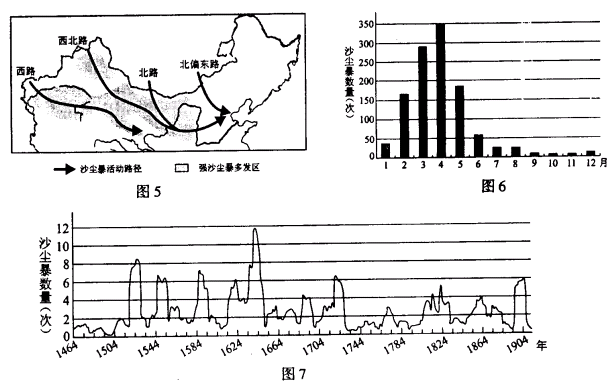 西北路
西路
北路
北偏东路
沙尘暴活动路径
强沙尘暴多发区
图5
沙尘暴数量(次)
350
300
250
200
150
100
50
0
1 2 3 4 5 6 7 8 9 10 11 12 月
图6
沙尘暴数量(次)
12
10
8
6
4
2
0
1464 1504 1544 1584 1624 1664 1704 1744 1784 1824 1864 1904 年
图7